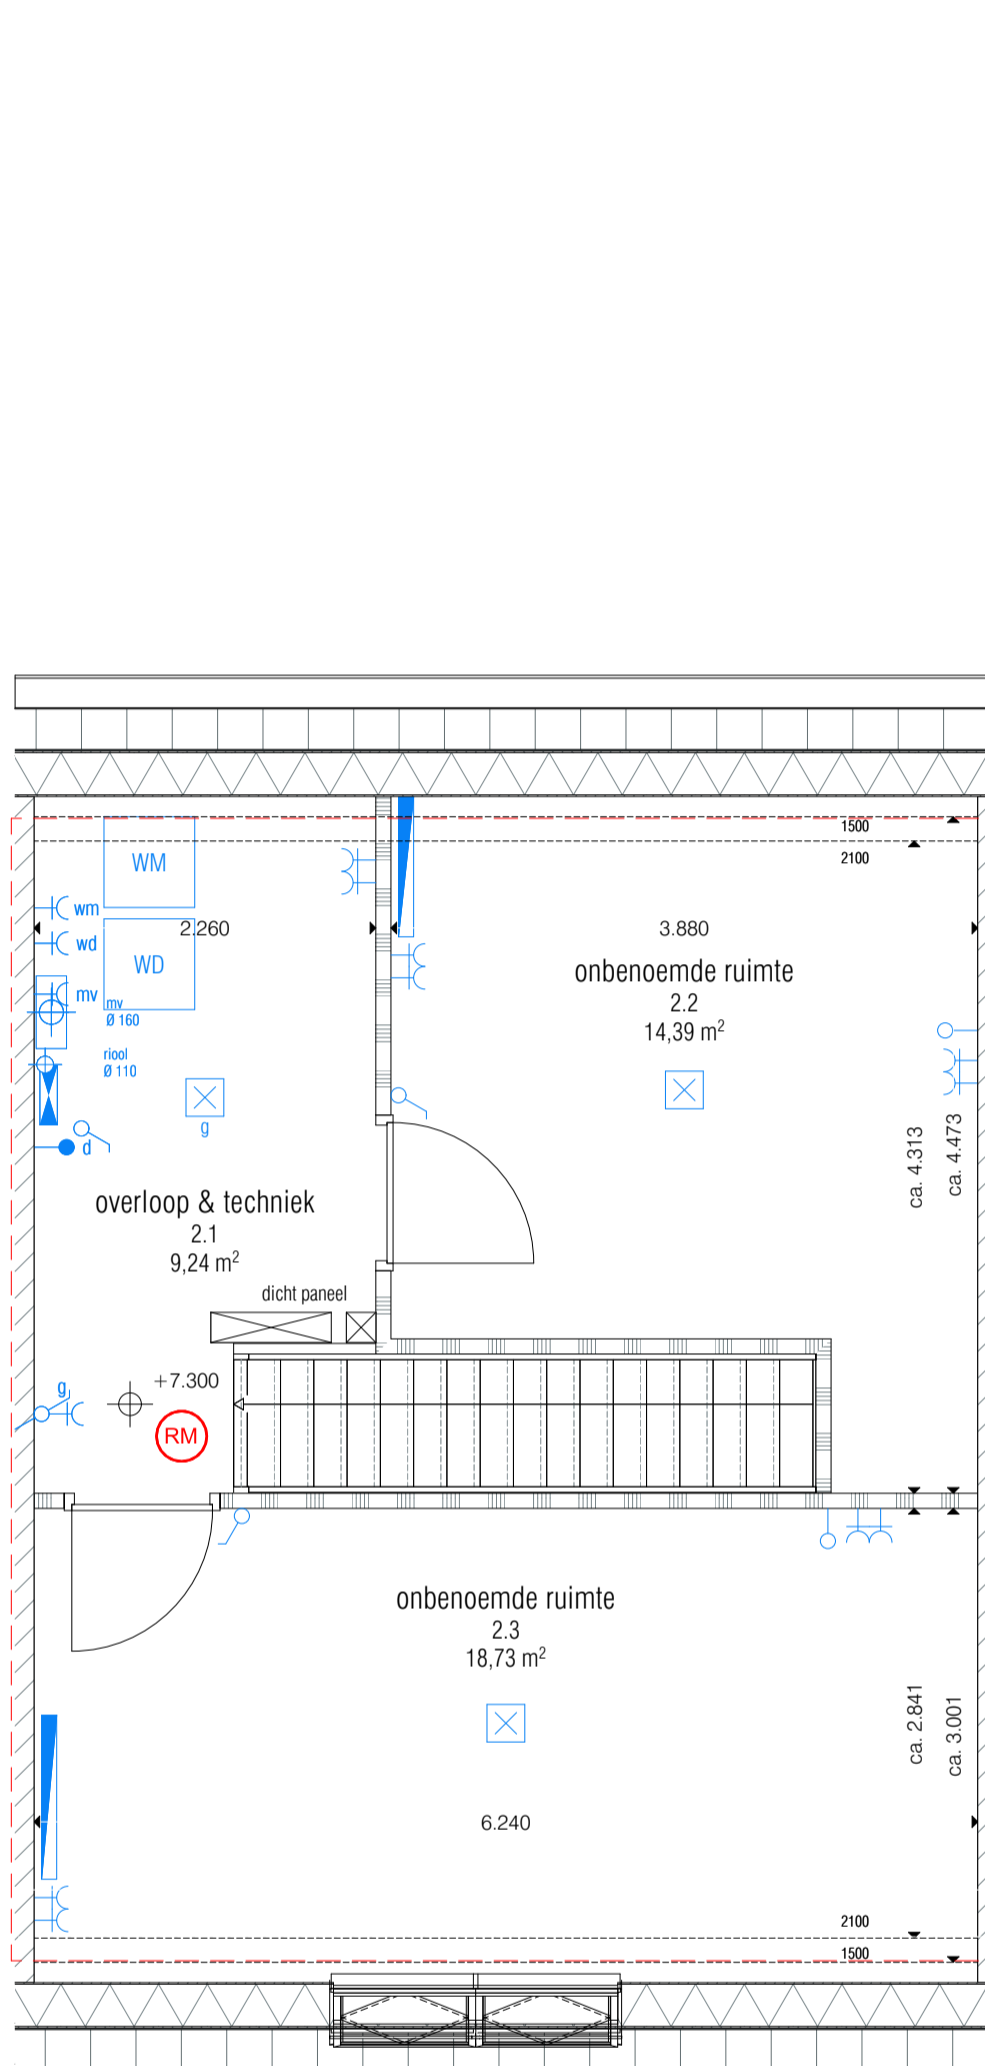 1500
2100
WM
wm
2.260
3.880
wd
WD
onbenoemde ruimte
2.2
14,39 m²
mv
mv
Ø 160
riool
Ø 110
g
d
ca. 4.313
ca. 4.473
overloop & techniek
2.1
9,24 m²
dicht paneel
+7.300
g
RM
onbenoemde ruimte
2.3
18,73 m²
ca. 2.841
ca. 3.001
6.240
2100
1500